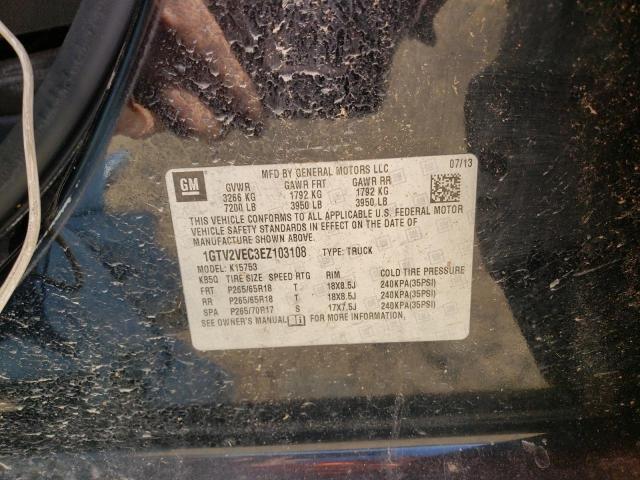 MFD BY GENERAL MOTORS LLC 07/13
GM GVWR GAWR FRT GAWR RR
3266 KG 1792 KG 1792 KG
7200 LB 3950 LB 3950 LB
THIS VEHICLE CONFORMS TO ALL APPLICABLE U.S. FEDERAL MOTOR
VEHICLE SAFETY STANDARDS IN EFFECT ON THE DATE OF
MANUFACTURE SHOWN ABOVE.
1GTV2VEC3EZ103108 TYPE: TRUCK
MODEL: K15753
KB5Q TIRE SIZE SPEED RTG RIM COLD TIRE PRESSURE
FRT P265/65R18 T 18X8.5J 240KPA(35PSI)
RR P265/65R18 T 18X8.5J 240KPA(35PSI)
SPA P265/70R17 S 17X7.5J 240KPA(35PSI)
SEE OWNER'S MANUAL FOR MORE INFORMATION.